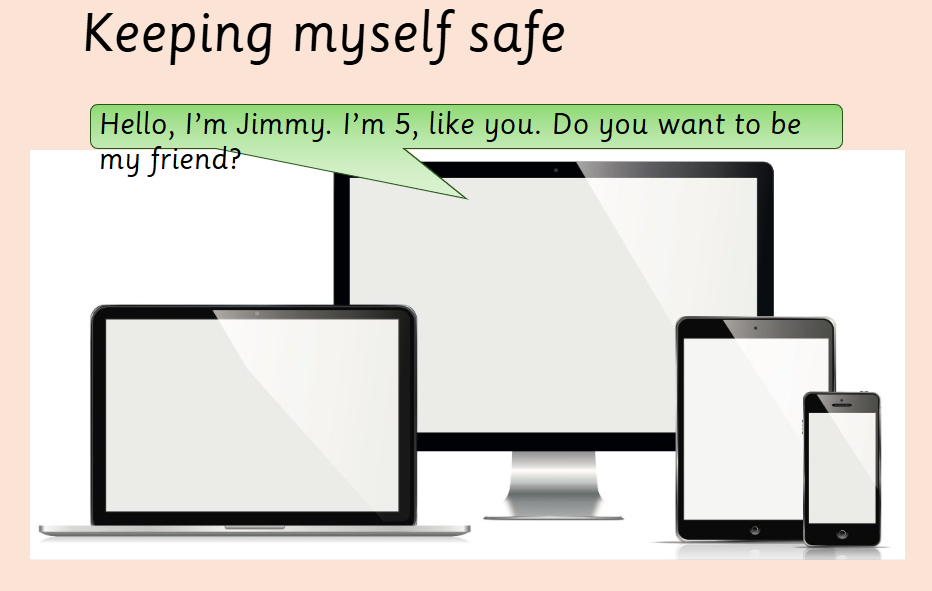 Keeping myself safe
Hello, I'm Jimmy. I'm 5, like you. Do you want to be
my friend?